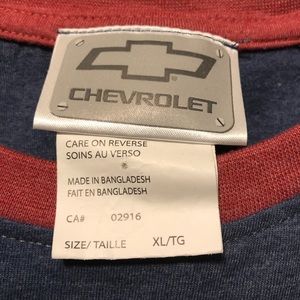 CHEVROLET
CARE ON REVERSE
SOINS AU VERSO
MADE IN BANGLADESH
FAIT EN BANGLADESH
CA# 02916
SIZE/ TAILLE XL/TG